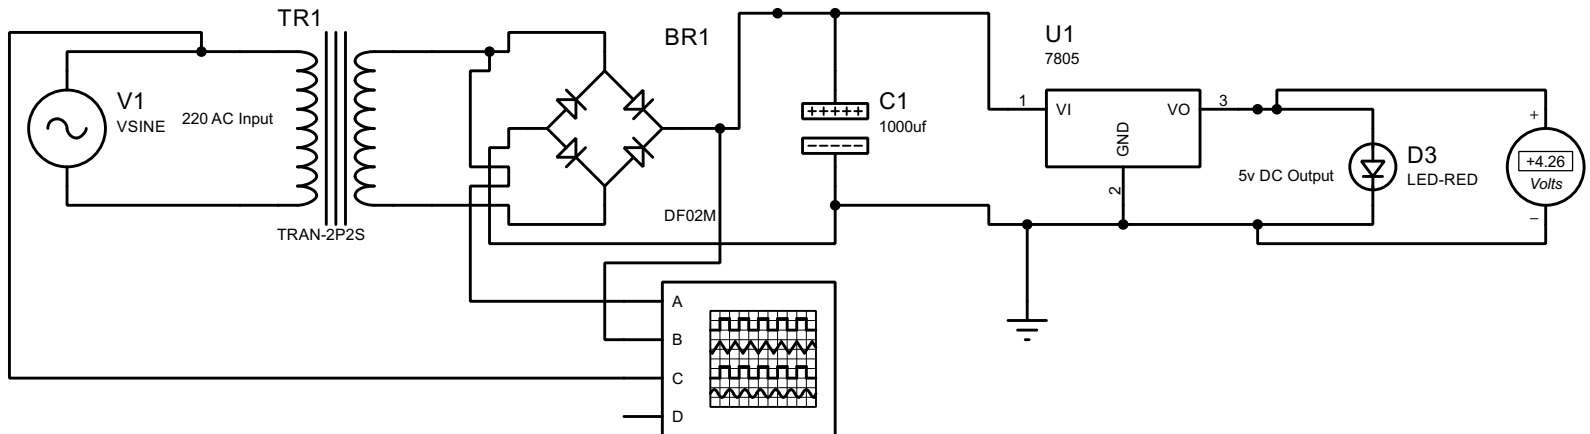 TR1
BR1
U1
7805
V1
VSINE
220 AC Input
C1
1000uf
+++++
-----
1
VI
VO
3
GND
2
+
+4.26
Volts
–
5v DC Output
D3
LED-RED
DF02M
TRAN-2P2S
A
B
C
D